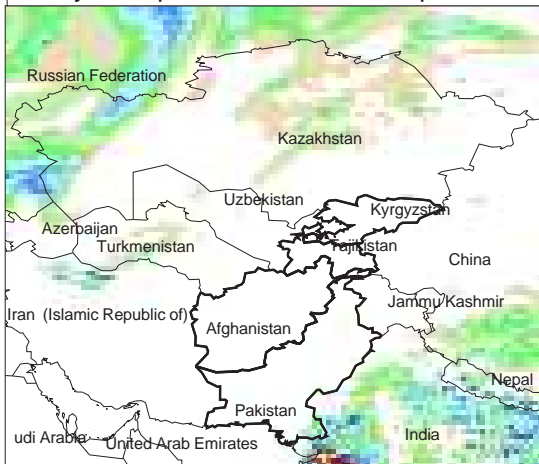 Russian Federation
Kazakhstan
Uzbekistan
Kyrgyzstan
Azerbaijan
Turkmenistan
Tajikistan
China
Jammu Kashmir
Iran (Islamic Republic of)
Afghanistan
Nepal
Pakistan
udi Arabia
United Arab Emirates
India